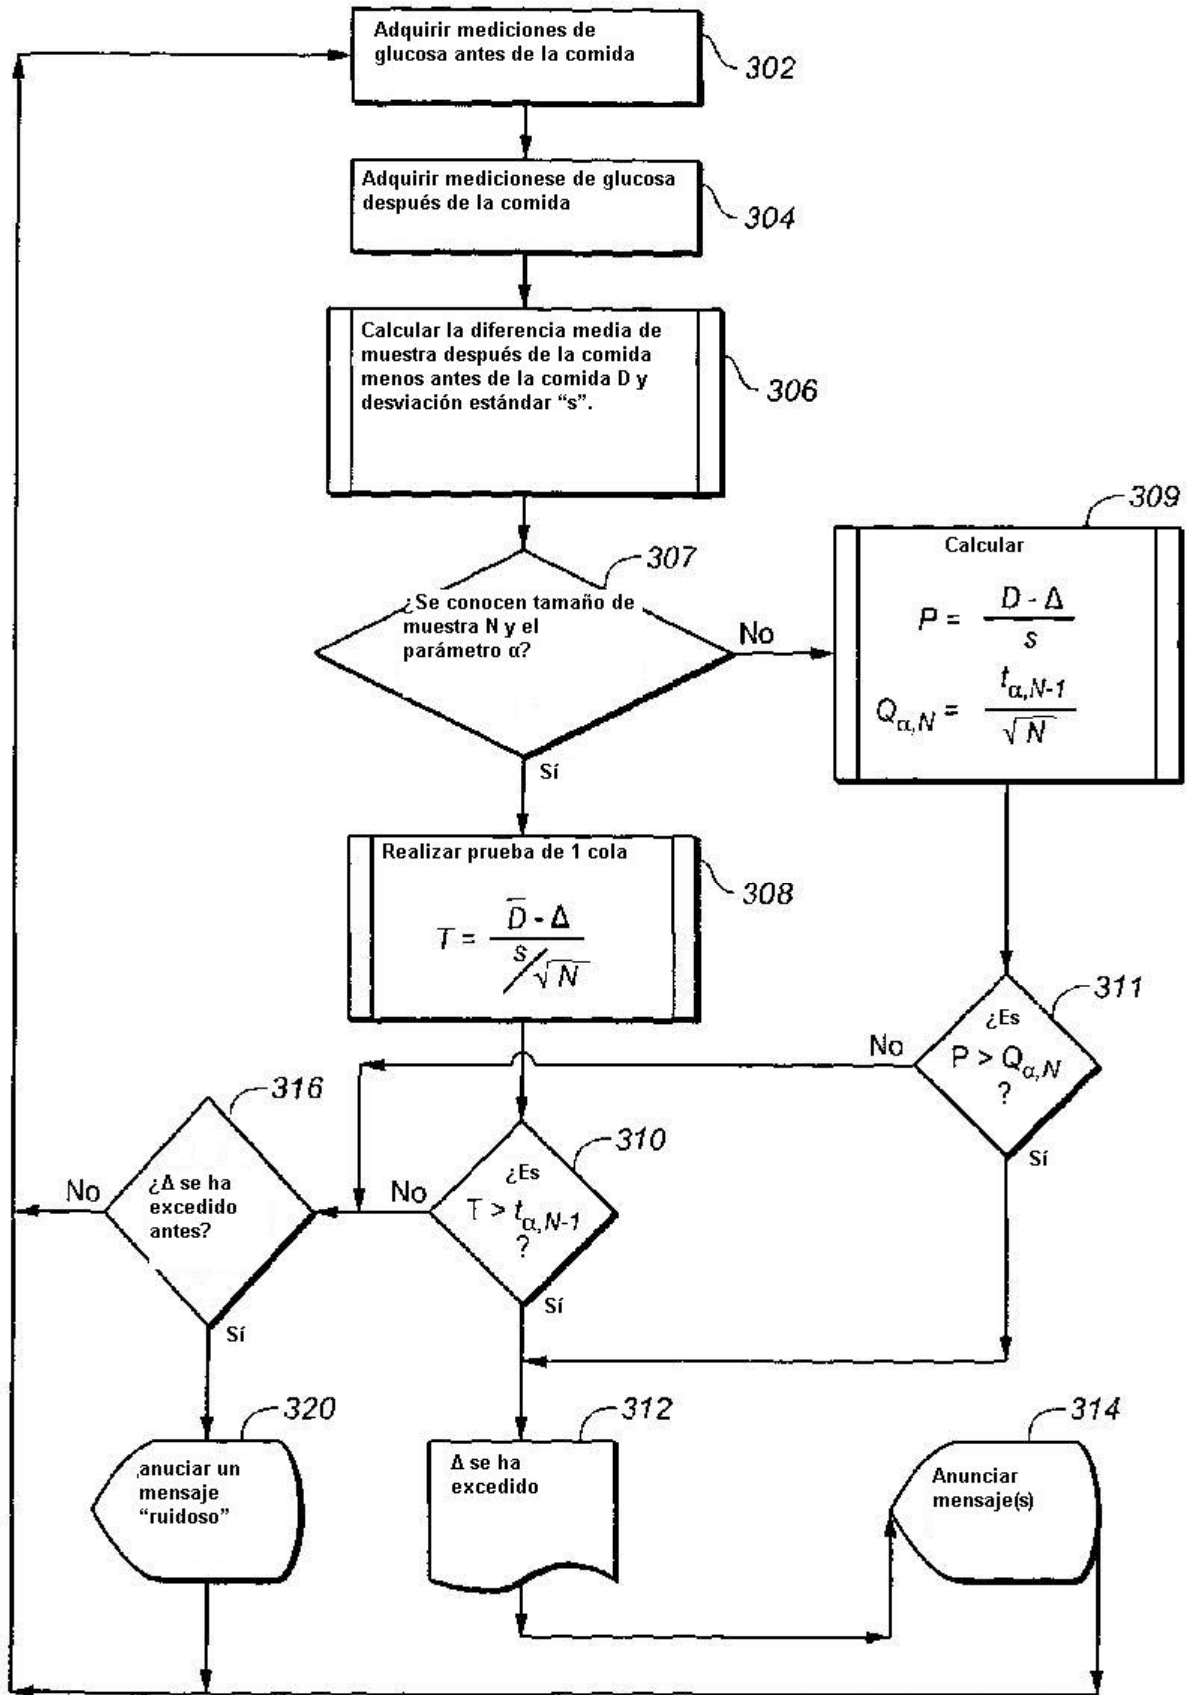 Adquirir mediciones de
glucosa antes de la comida
302
Adquirir medicionese de glucosa
después de la comida
304
Calcular la diferencia media de
muestra después de la comida
menos antes de la comida D y
desviación estándar “s”.
306
307
¿Se conocen tamaño de
muestra N y el
parámetro α?
No
Sí
309
Calcular
P = D - Δ / s
Q α,N = t α,N-1 / √N
Realizar prueba de 1 cola
T = D̅ - Δ / s/√N
308
311
¿Es
P > Q α,N
?
No
Sí
316
¿Δ se ha
excedido
antes?
No
Sí
310
¿Es
T > t α,N-1
?
No
Sí
320
anuciar un
mensaje
“ruidoso”
312
Δ se ha
excedido
314
Anunciar
mensaje(s)